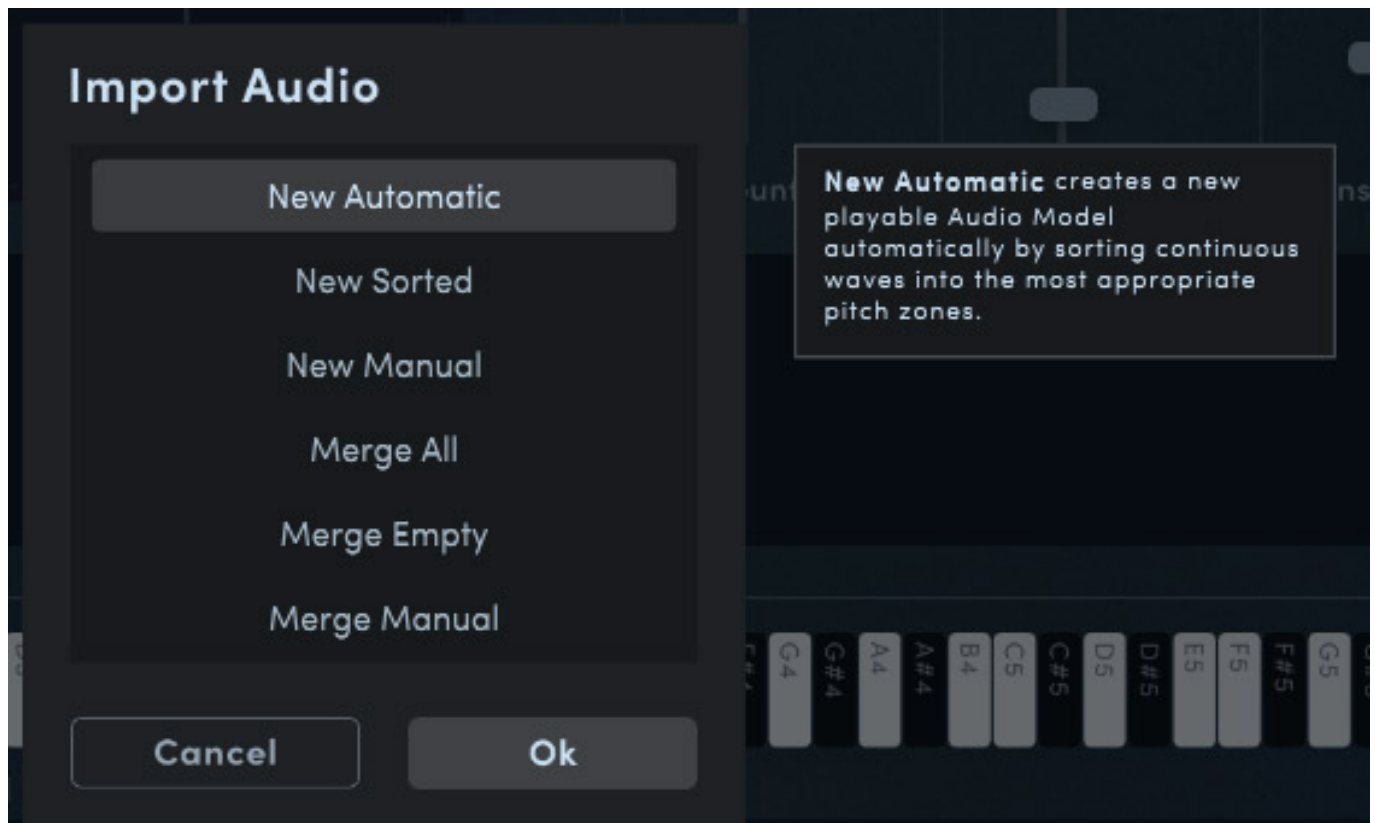 Import Audio
New Automatic
New Sorted
New Manual
Merge All
Merge Empty
Merge Manual
Cancel
Ok
New Automatic creates a new
playable Audio Model
automatically by sorting continuous
waves into the most appropriate
pitch zones.
G4
G#4
A4
A#4
B4
C5
C#5
D5
D#5
E5
F5
F#5
G5